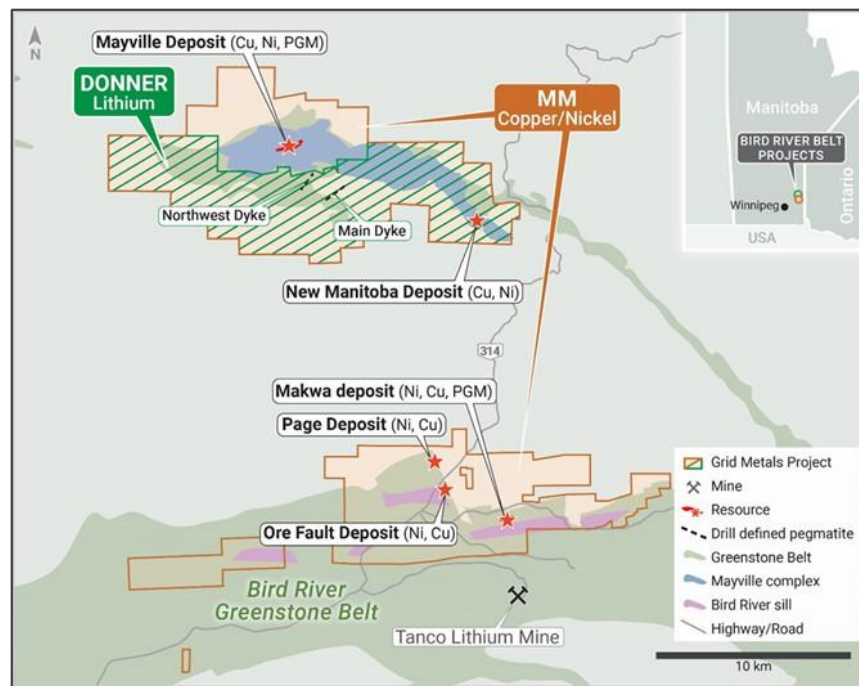 N
Mayville Deposit (Cu, Ni, PGM)
DONNER
Lithium
MM
Copper/Nickel
Manitoba
BIRD RIVER BELT
PROJECTS
Winnipeg
Ontario
USA
Northwest Dyke
Main Dyke
New Manitoba Deposit (Cu, Ni)
314
Makwa deposit (Ni, Cu, PGM)
Page Deposit (Ni, Cu)
Ore Fault Deposit (Ni, Cu)
Bird River
Greenstone Belt
Tanco Lithium Mine
Grid Metals Project
Mine
Resource
Drill defined pegmatite
Greenstone Belt
Mayville complex
Bird River sill
Highway/Road
10 km